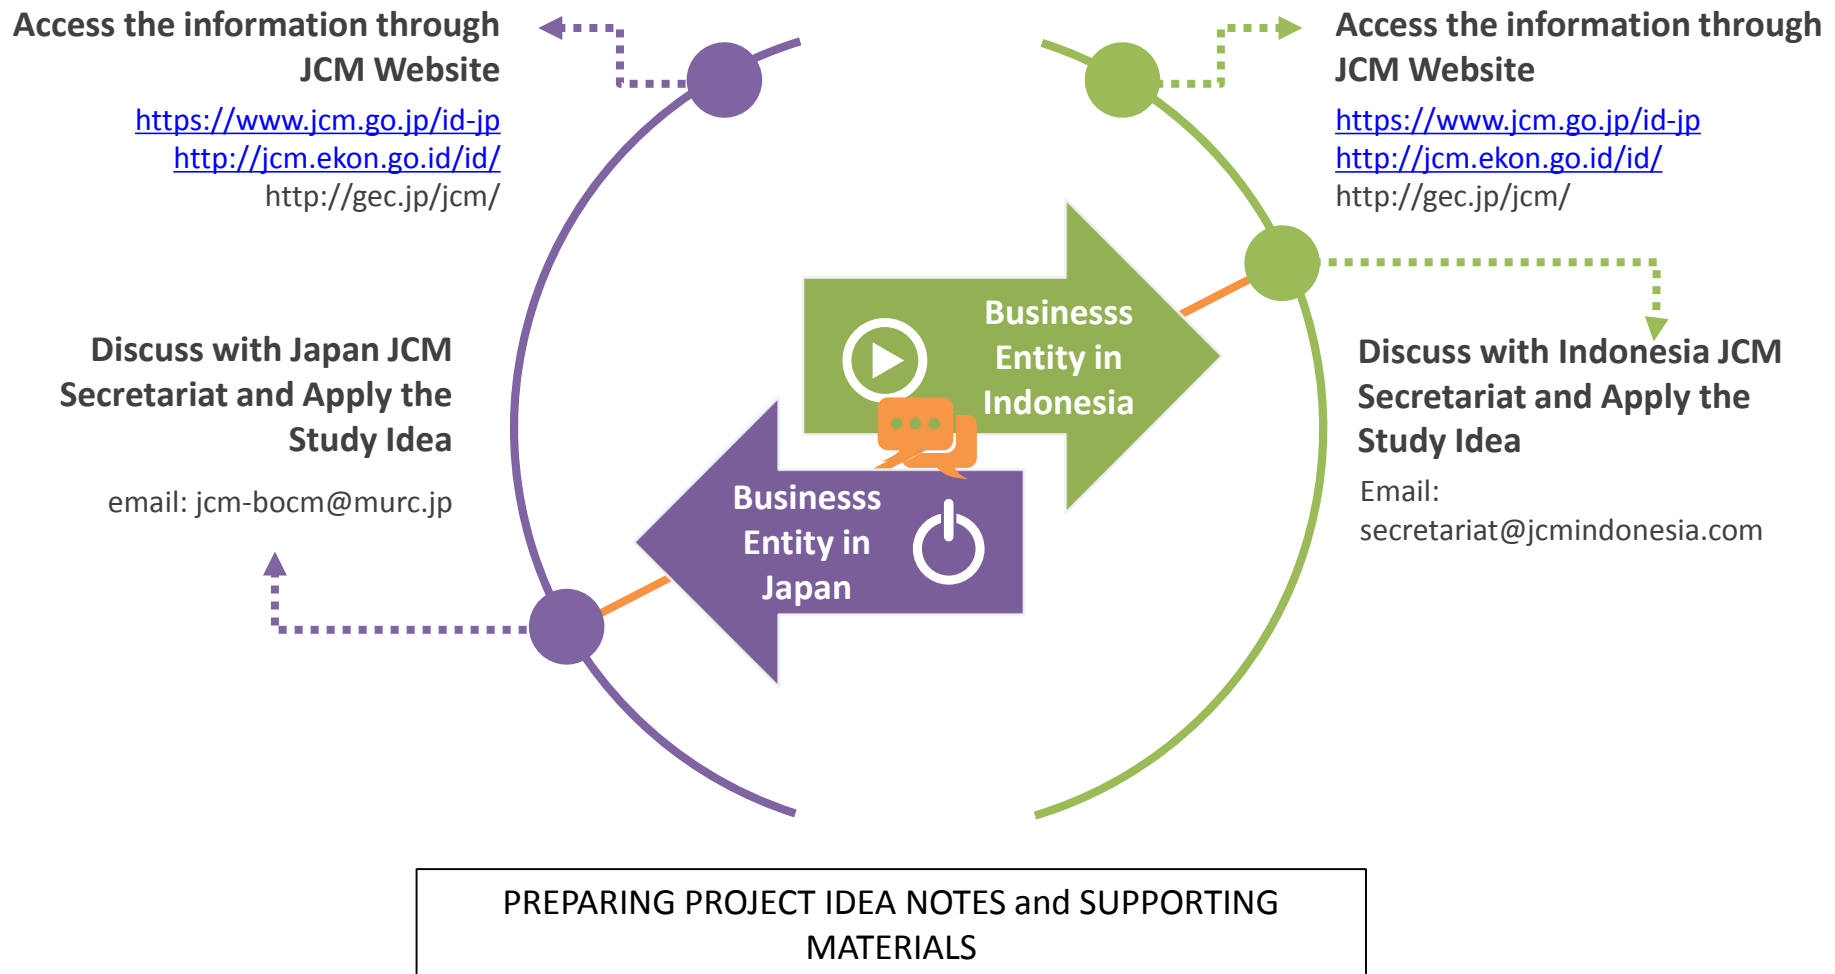 Access the information through
JCM Website
https://www.jcm.go.jp/id-jp
http://jcm.ekon.go.id/id/
http://gec.jp/jcm/
Discuss with Japan JCM
Secretariat and Apply the
Study Idea
email: jcm-bocm@murc.jp
Businesss
Entity in
Indonesia
Businesss
Entity in
Japan
Access the information through
JCM Website
https://www.jcm.go.jp/id-jp
http://jcm.ekon.go.id/id/
http://gec.jp/jcm/
Discuss with Indonesia JCM
Secretariat and Apply the
Study Idea
Email:
secretariat@jcmindonesia.com
PREPARING PROJECT IDEA NOTES and SUPPORTING
MATERIALS